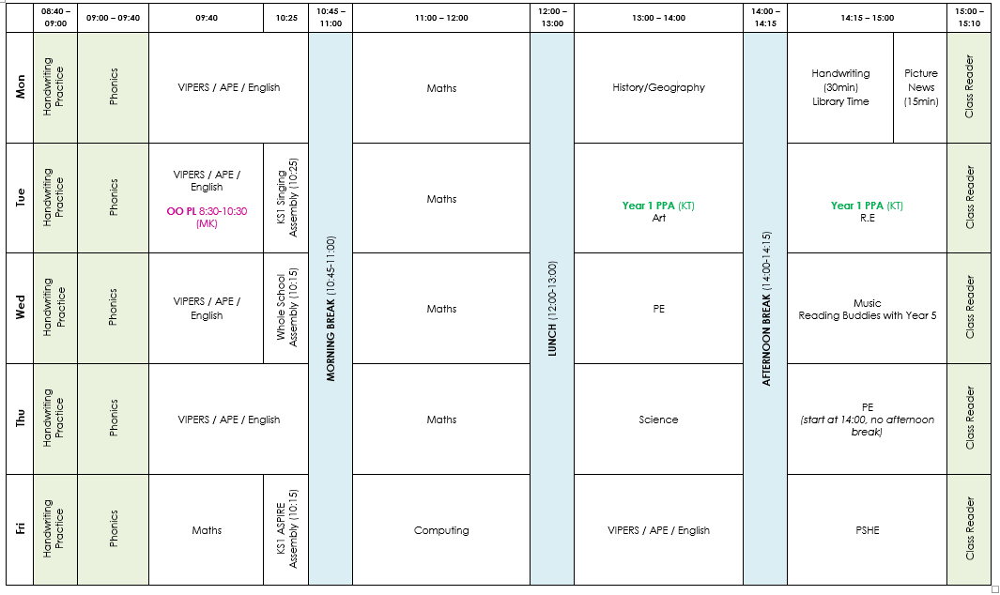 08:40 –
09:00
09:00 – 09:40
09:40
10:25
10:45 –
11:00
11:00 – 12:00
12:00 –
13:00
13:00 – 14:00
14:00 –
14:15
14:15 – 15:00
15:00 –
15:10
Mon
Handwriting
Practice
Phonics
VIPERS / APE / English
Maths
History/Geography
Handwriting
(30min)
Library Time
Picture
News
(15min)
Class Reader
Tue
Handwriting
Practice
Phonics
VIPERS / APE /
English
OO PL 8:30-10:30
(MK)
KS1 Singing
Assembly (10:25)
Maths
Year 1 PPA (KT)
Art
Year 1 PPA (KT)
R.E
Class Reader
Wed
Handwriting
Practice
Phonics
VIPERS / APE /
English
Whole School
Assembly (10:15)
MORNING BREAK (10:45-11:00)
Maths
LUNCH (12:00-13:00)
PE
AFTERNOON BREAK (14:00-14:15)
Music
Reading Buddies with Year 5
Class Reader
Thu
Handwriting
Practice
Phonics
VIPERS / APE / English
Maths
Science
PE
(start at 14:00, no afternoon
break)
Class Reader
Fri
Handwriting
Practice
Phonics
Maths
KS1 ASPIRE
Assembly (10:15)
Computing
VIPERS / APE / English
PSHE
Class Reader